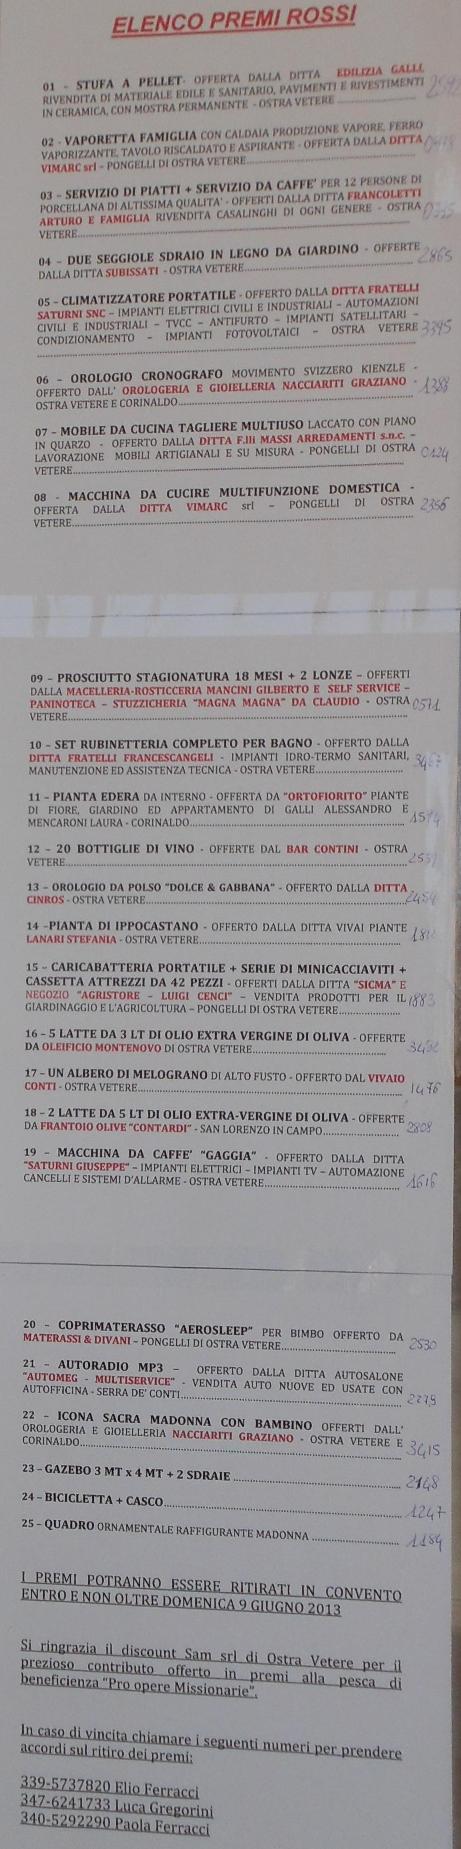 ELENCO PREMI ROSSI
01 - STUFA A PELLET- OFFERTA DALLA DITTA EDILIZIA GALLI,
RIVENDITA DI MATERIALE EDILE E SANITARIO, PAVIMENTI E RIVESTIMENTI
IN CERAMICA, CON MOSTRA PERMANENTE - OSTRA VETERE
02 - VAPORETTA FAMIGLIA CON CALDAIA PRODUZIONE VAPORE, FERRO
VAPORIZZANTE, TAVOLO RISCALDATO E ASPIRANTE - OFFERTA DALLA DITTA
VIMARC srl - PONGELLI DI OSTRA VETERE
03 - SERVIZIO DI PIATTI + SERVIZIO DA CAFFE' PER 12 PERSONE DI
PORCELLANA DI ALTISSIMA QUALITA' - OFFERTI DALLA DITTA FRANCOLETTI
ARTURO E FAMIGLIA RIVENDITA CASALINGHI DI OGNI GENERE - OSTRA
VETERE
04 - DUE SEGGIOLE SDRAIO IN LEGNO DA GIARDINO - OFFERTE 2865
DALLA DITTA SUBISSATI - OSTRA VETERE
05 - CLIMATIZZATORE PORTATILE - OFFERTO DALLA DITTA FRATELLI
SATURNI SNC - IMPIANTI ELETTRICI CIVILI E INDUSTRIALI - AUTOMAZIONI
CIVILI E INDUSTRIALI - TVCC - ANTIFURTO - IMPIANTI SATELLITARI -
CONDIZIONAMENTO - IMPIANTI FOTOVOLTAICI - OSTRA VETERE 3395
06 - OROLOGIO CRONOGRAFO MOVIMENTO SVIZZERO KIENZLE -
OFFERTO DALL' OROLOGERIA E GIOIELLERIA NACCIARITI GRAZIANO - 1388
OSTRA VETERE E CORINALDO
07 - MOBILE DA CUCINA TAGLIERE MULTIUSO LACCATO CON PIANO
IN QUARZO - OFFERTO DALLA DITTA F.lli MASSI ARREDAMENTI s.n.c. -
LAVORAZIONE MOBILI ARTIGIANALI E SU MISURA - PONGELLI DI OSTRA 0124
VETERE
08 - MACCHINA DA CUCIRE MULTIFUNZIONE DOMESTICA -
OFFERTA DALLA DITTA VIMARC srl - PONGELLI DI OSTRA 2356
VETERE
09 - PROSCIUTTO STAGIONATURA 18 MESI + 2 LONZE - OFFERTI
DALLA MACELLERIA-ROSTICCERIA MANCINI GILBERTO E SELF SERVICE -
PANINOTECA - STUZZICHERIA "MAGNA MAGNA" DA CLAUDIO - OSTRA 0571
VETERE
10 - SET RUBINETTERIA COMPLETO PER BAGNO - OFFERTO DALLA
DITTA FRATELLI FRANCESCANGELI - IMPIANTI IDRO-TERMO SANITARI,
MANUTENZIONE ED ASSISTENZA TECNICA - OSTRA VETERE
11 - PIANTA EDERA DA INTERNO - OFFERTA DA "ORTOFIORITO" PIANTE
DI FIORE, GIARDINO ED APPARTAMENTO DI GALLI ALESSANDRO E
MENCARONI LAURA - CORINALDO
12 - 20 BOTTIGLIE DI VINO - OFFERTE DAL BAR CONTINI - OSTRA
VETERE
13 - OROLOGIO DA POLSO "DOLCE & GABBANA" - OFFERTO DALLA DITTA
CINROS - OSTRA VETERE
14 -PIANTA DI IPPOCASTANO - OFFERTO DALLA DITTA VIVAI PIANTE
LANARI STEFANIA - OSTRA VETERE
15 - CARICABATTERIA PORTATILE + SERIE DI MINICACCIAVITI +
CASSETTA ATTREZZI DA 42 PEZZI - OFFERTI DALLA DITTA "SICMA" E
NEGOZIO "AGRISTORE - LUIGI CENCI" - VENDITA PRODOTTI PER IL 1883
GIARDINAGGIO E L'AGRICOLTURA - PONGELLI DI OSTRA VETERE
16 - 5 LATTE DA 3 LT DI OLIO EXTRA VERGINE DI OLIVA - OFFERTE
DA OLEIFICIO MONTENOVO DI OSTRA VETERE
17 - UN ALBERO DI MELOGRANO DI ALTO FUSTO - OFFERTO DAL VIVAIO
CONTI - OSTRA VETERE 1476
18 - 2 LATTE DA 5 LT DI OLIO EXTRA-VERGINE DI OLIVA - OFFERTE
DA FRANTOIO OLIVE "CONTARDI" - SAN LORENZO IN CAMPO 2808
19 - MACCHINA DA CAFFE' "GAGGIA" - OFFERTO DALLA DITTA
"SATURNI GIUSEPPE" - IMPIANTI ELETTRICI - IMPIANTI TV - AUTOMAZIONE
CANCELLI E SISTEMI D'ALLARME - OSTRA VETERE 1616
20 - COPRIMATERASSO "AEROSLEEP" PER BIMBO OFFERTO DA
MATERASSI & DIVANI - PONGELLI DI OSTRA VETERE 2530
21 - AUTORADIO MP3 - OFFERTO DALLA DITTA AUTOSALONE
"AUTOMEG - MULTISERVICE" - VENDITA AUTO NUOVE ED USATE CON
AUTOFFICINA - SERRA DE' CONTI
22 - ICONA SACRA MADONNA CON BAMBINO OFFERTI DALL'
OROLOGERIA E GIOIELLERIA NACCIARITI GRAZIANO - OSTRA VETERE E
CORINALDO 3415
23 - GAZEBO 3 MT x 4 MT + 2 SDRAIE 2148
24 - BICICLETTA + CASCO 1247
25 - QUADRO ORNAMENTALE RAFFIGURANTE MADONNA 1184
I PREMI POTRANNO ESSERE RITIRATI IN CONVENTO
ENTRO E NON OLTRE DOMENICA 9 GIUGNO 2013
Si ringrazia il discount Sam srl di Ostra Vetere per il
prezioso contributo offerto in premi alla pesca di
beneficienza "Pro opere Missionarie".
In caso di vincita chiamare i seguenti numeri per prendere
accordi sul ritiro dei premi:
339-5737820 Elio Ferracci
347-6241733 Luca Gregorini
340-5292290 Paola Ferracci